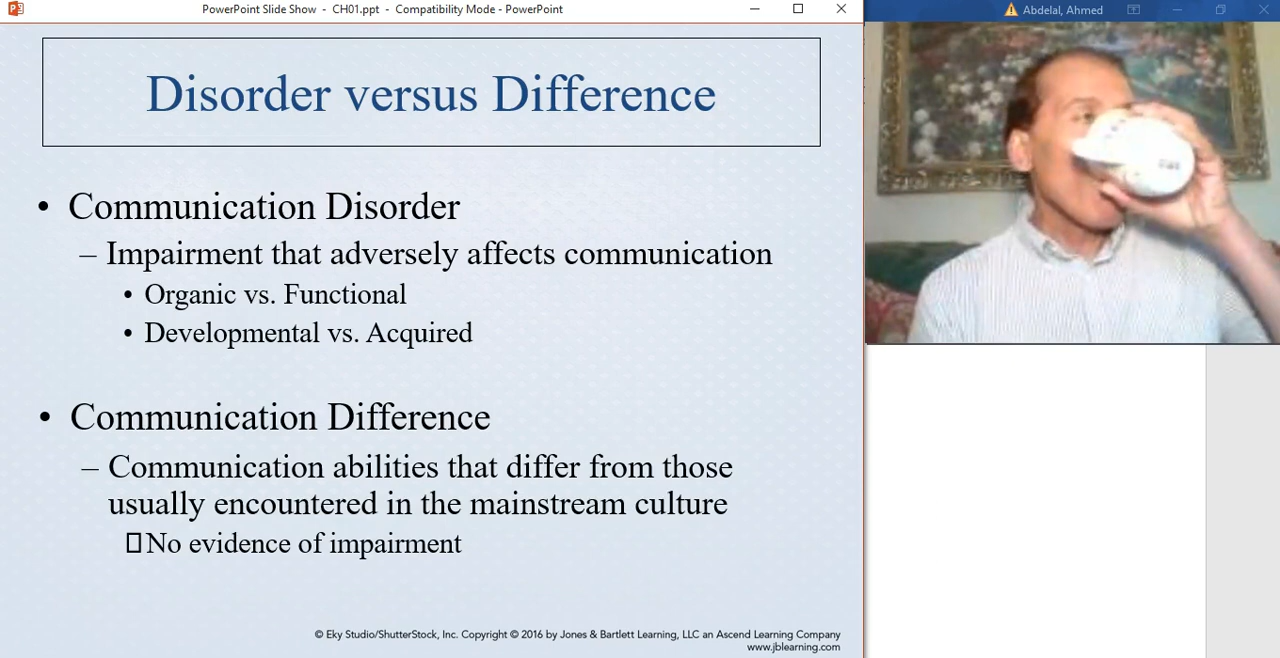 PowerPoint Slide Show - CH01.ppt - Compatibility Mode - PowerPoint
Abdelal, Ahmed
Disorder versus Difference
• Communication Disorder
– Impairment that adversely affects communication
• Organic vs. Functional
• Developmental vs. Acquired
• Communication Difference
– Communication abilities that differ from those
usually encountered in the mainstream culture
No evidence of impairment
© Eky Studio/ShutterStock, Inc. Copyright © 2016 by Jones & Bartlett Learning, LLC an Ascend Learning Company
www.jblearning.com